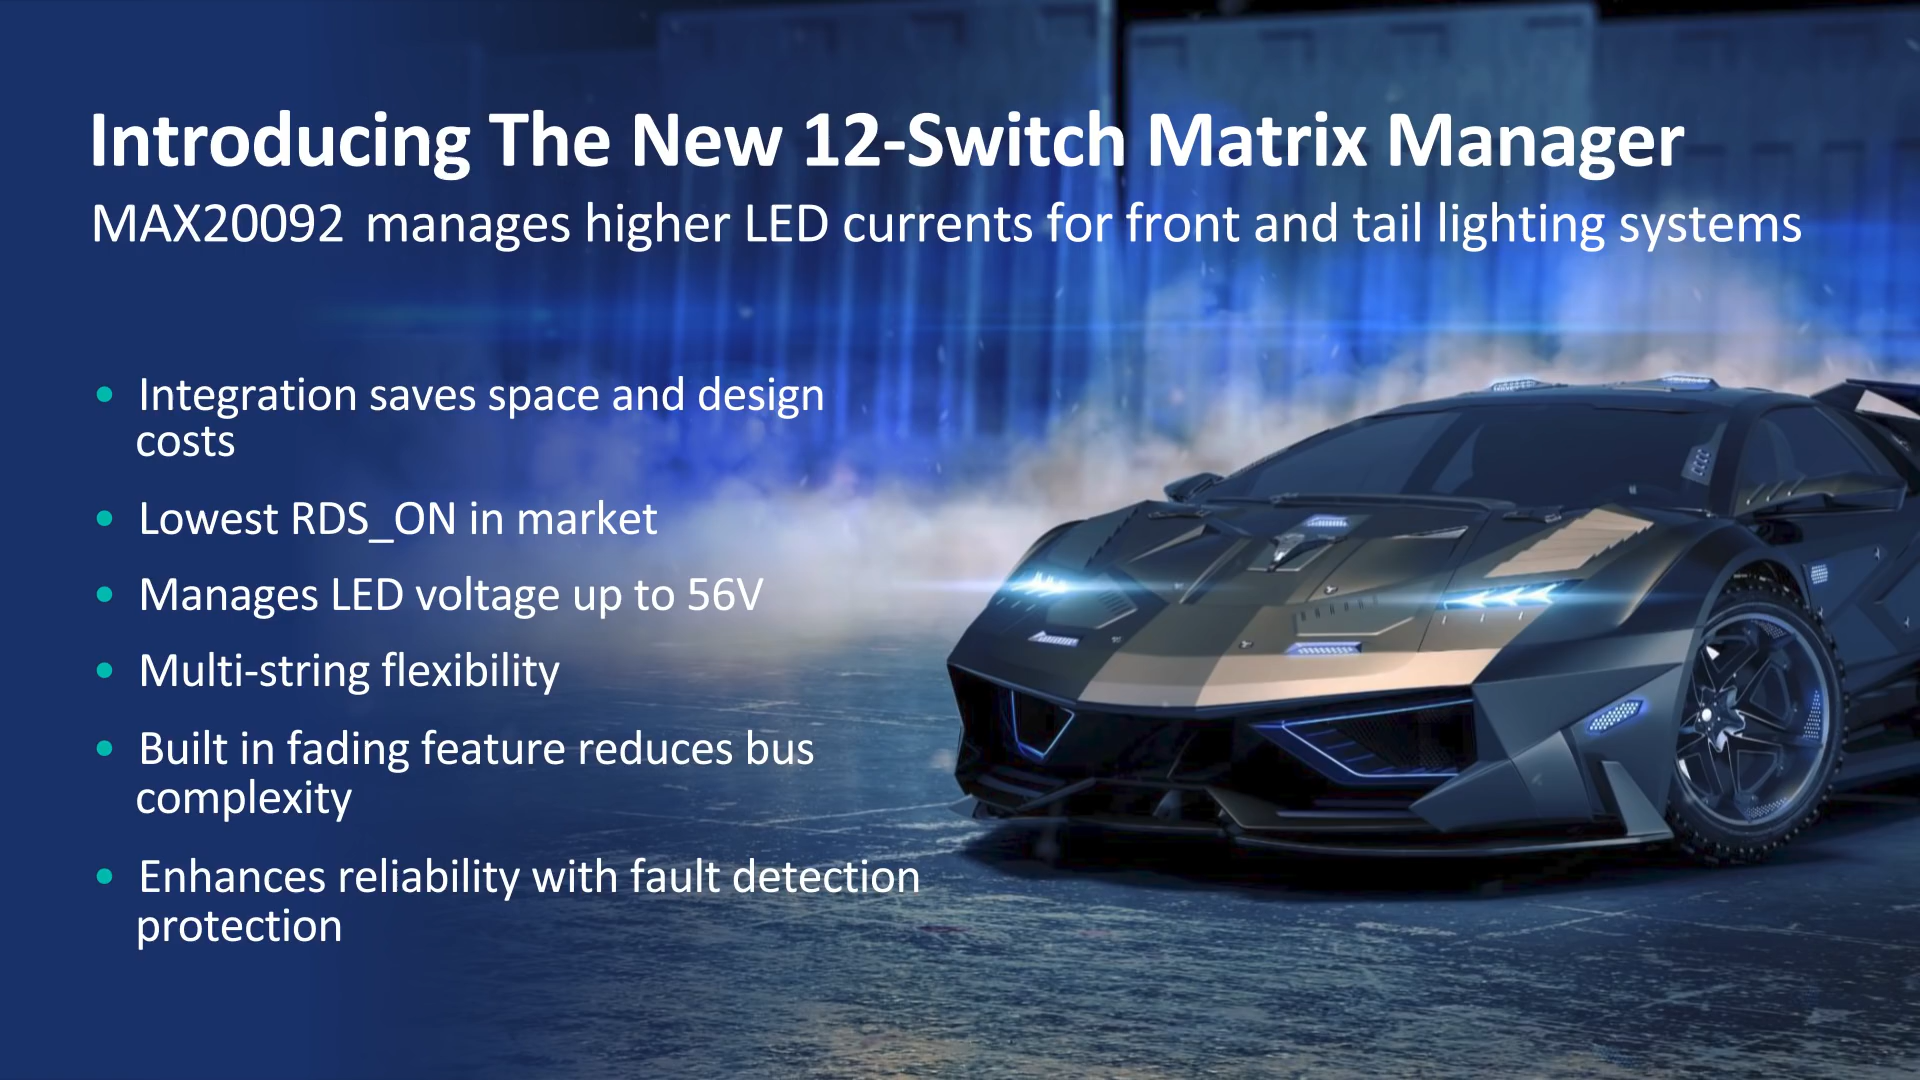 Introducing The New 12-Switch Matrix Manager
MAX20092 manages higher LED currents for front and tail lighting systems
• Integration saves space and design
costs
• Lowest RDS_ON in market
• Manages LED voltage up to 56V
• Multi-string flexibility
• Built in fading feature reduces bus
complexity
• Enhances reliability with fault detection
protection